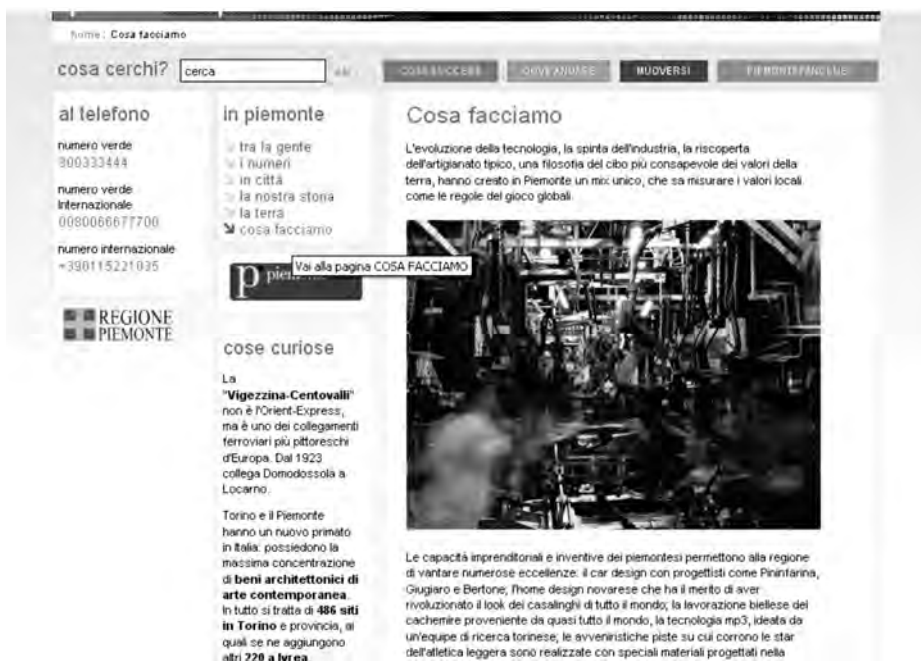 home : Cosa facciamo
cosa cerchi?
cerca
COSA SUCCEDE
DOVE ANDARE
MUOVERSI
al telefono
numero verde
800333444
numero verde
Internazionale
0080066677700
numero internazionale
+390115221035
REGIONE
PIEMONTE
in piemonte
tra la gente
i numeri
in città
la nostra storia
la terra
cosa facciamo
Vai alla pagina COSA FACCIAMO
p
cose curiose
La
"Vigezzina-Centovalli"
non è l'Orient-Express,
ma è uno dei collegamenti
ferroviari più pittoreschi
d'Europa. Dal 1923
collega Domodossola a
Locarno.
Torino e il Piemonte
hanno un nuovo primato
in Italia: possiedono la
massima concentrazione
di beni architettonici di
arte contemporanea.
In tutto si tratta di 486 siti
in Torino e provincia, ai
quali se ne aggiungono
altri 220 a Ivrea.
Cosa facciamo
L'evoluzione della tecnologia, la spinta dell'industria, la riscoperta
dell'artigianato tipico, una filosofia del cibo più consapevole dei valori della
terra, hanno creato in Piemonte un mix unico, che sa misurare i valori locali
come le regole del gioco globali.
Le capacità imprenditoriali e inventive dei piemontesi permettono alla regione
di vantare numerose eccellenze: il car design con progettisti come Pininfarina,
Giugiaro e Bertone; l'home design novarese che ha il merito di aver
rivoluzionato il look dei casalinghi di tutto il mondo; la lavorazione biellese del
cachemire proveniente da quasi tutto il mondo, la tecnologia mp3, ideata da
un'equipe di ricerca torinese; le avveniristiche piste su cui corrono le star
dell'atletica leggera sono realizzate con speciali materiali progettati nella